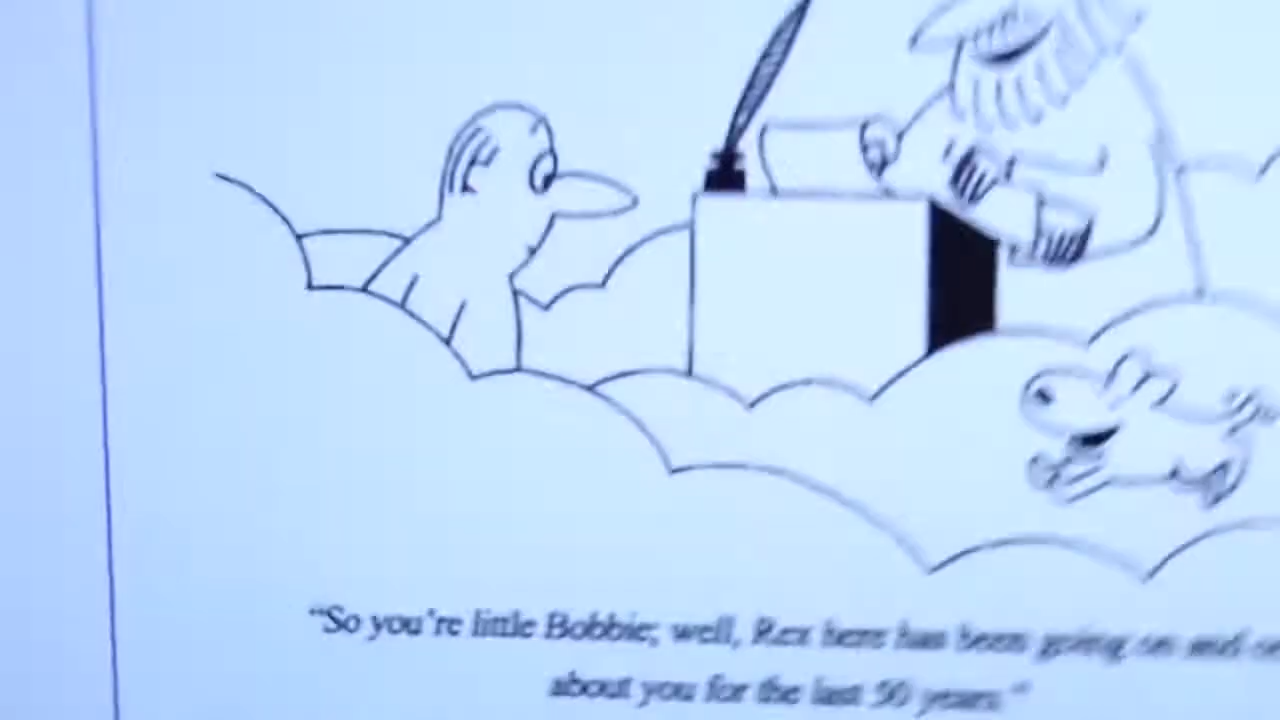 “So you're little Bobbie; well, Rex here has been going on and on
about you for the last 50 years.”